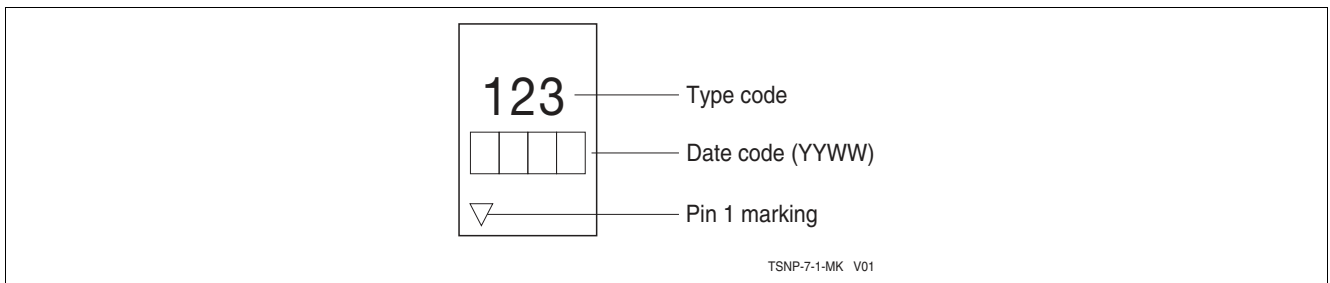 123 Type code
Date code (YYWW)
Pin 1 marking
TSNP-7-1-MK V01